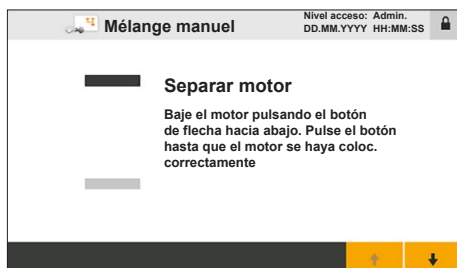 Mélange manuel
Nivel acceso: Admin.
DD.MM.YYYY HH:MM:SS
Separar motor
Baje el motor pulsando el botón
de flecha hacia abajo. Pulse el botón
hasta que el motor se haya coloc.
correctamente